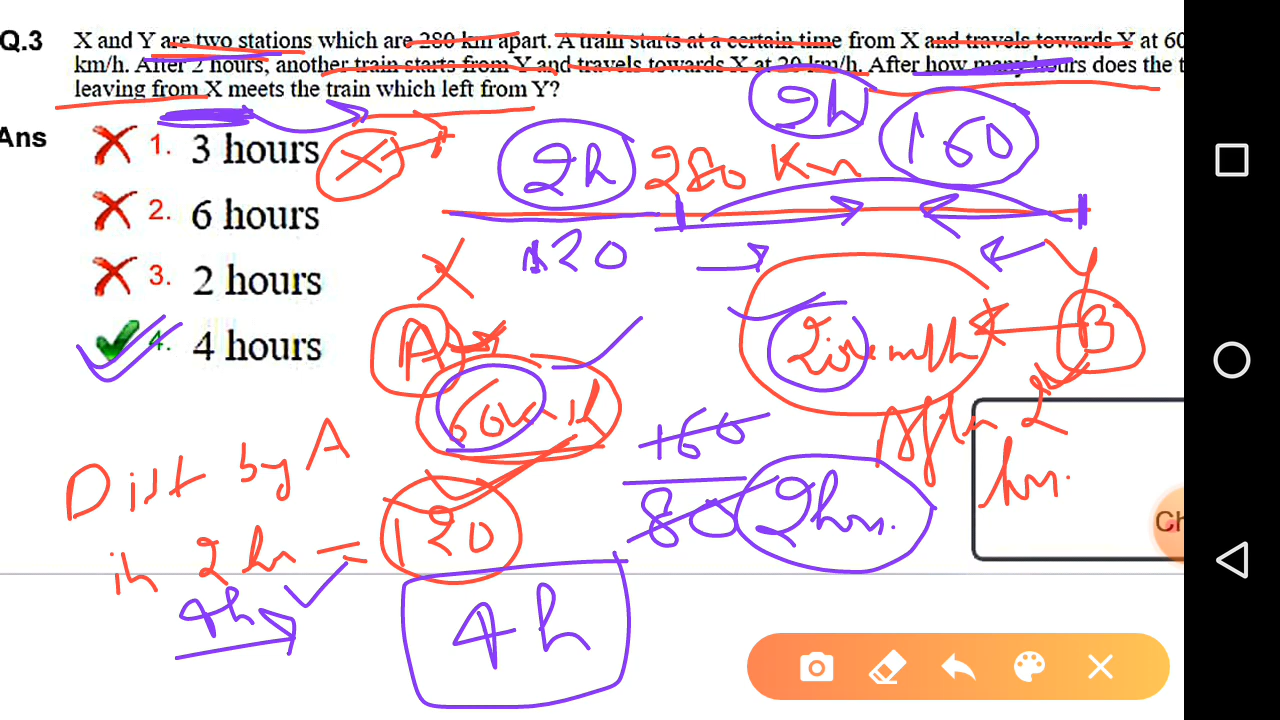 Q.3 X and Y are two stations which are 280 km apart. A train starts at a certain time from X and travels towards Y at 60
km/h. After 2 hours, another train starts from Y and travels towards X at 20 km/h. After how many hours does the t
leaving from X meets the train which left from Y?
Ans 1. 3 hours
2. 6 hours
3. 2 hours
4. 4 hours
X
2h
280 Km
2h
160
120
X
Y
A
B
60k
2
hm.
Dist by A
in 2 hr = 120
160
80
2hrs.
4h
4h
Ch